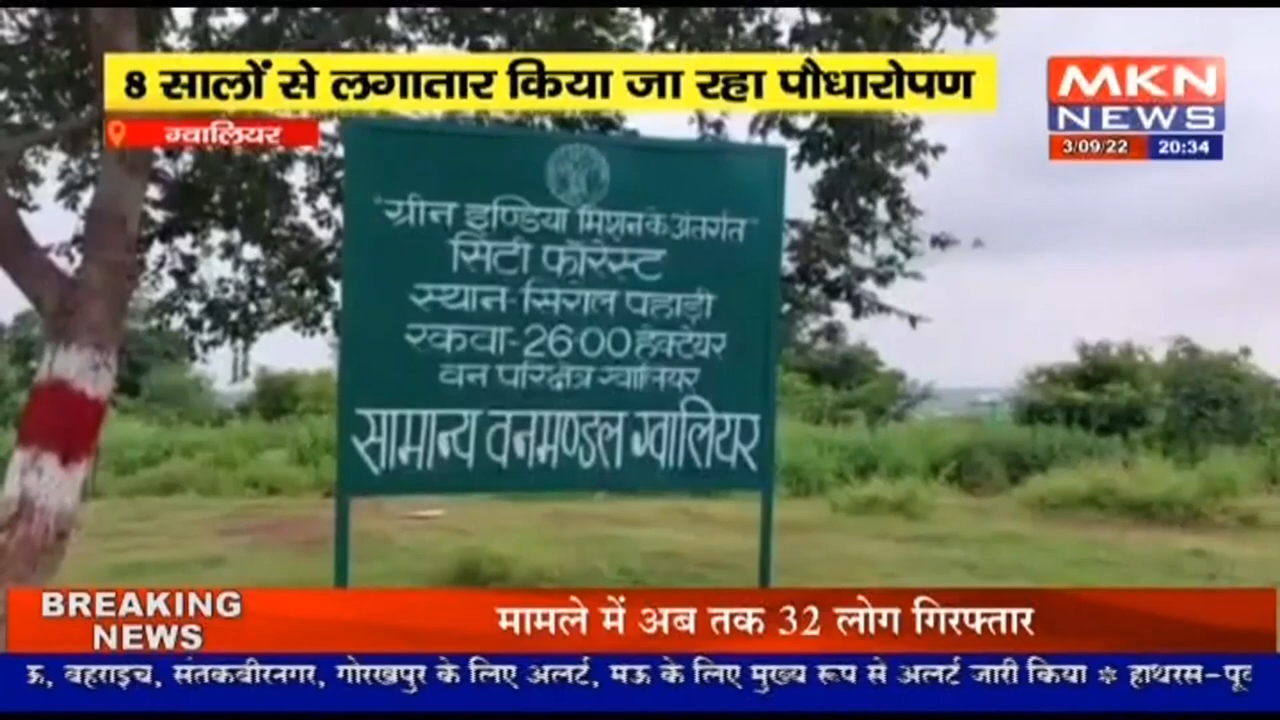 8 सालों से लगातार किया जा रहा पौधारोपण
ग्वालियर
MKN
NEWS
3/09/22 20:34
"ग्रीन इण्डिया मिशन के अंतर्गत"
सिटी फॉरेस्ट
स्थान-सिरोल पहाड़ी
रकवा-26.00 हेक्टेयर
वन परिक्षेत्र ग्वालियर
सामान्य वनमण्डल ग्वालियर
BREAKING
NEWS
मामले में अब तक 32 लोग गिरफ्तार
बहराइच, संतकबीरनगर, गोरखपुर के लिए अलर्ट, मऊ के लिए मुख्य रूप से अलर्ट जारी किया * हाथरस-